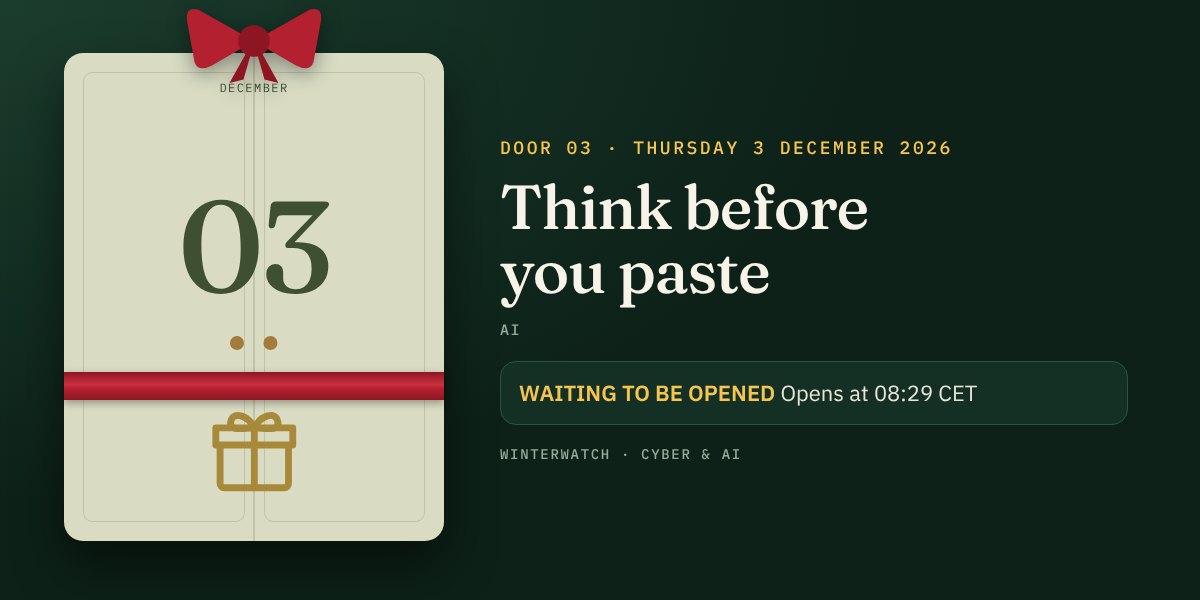 DECEMBER
03
DOOR 03 · THURSDAY 3 DECEMBER 2026
Think before
you paste
AI
WAITING TO BE OPENED Opens at 08:29 CET
WINTERWATCH · CYBER & AI